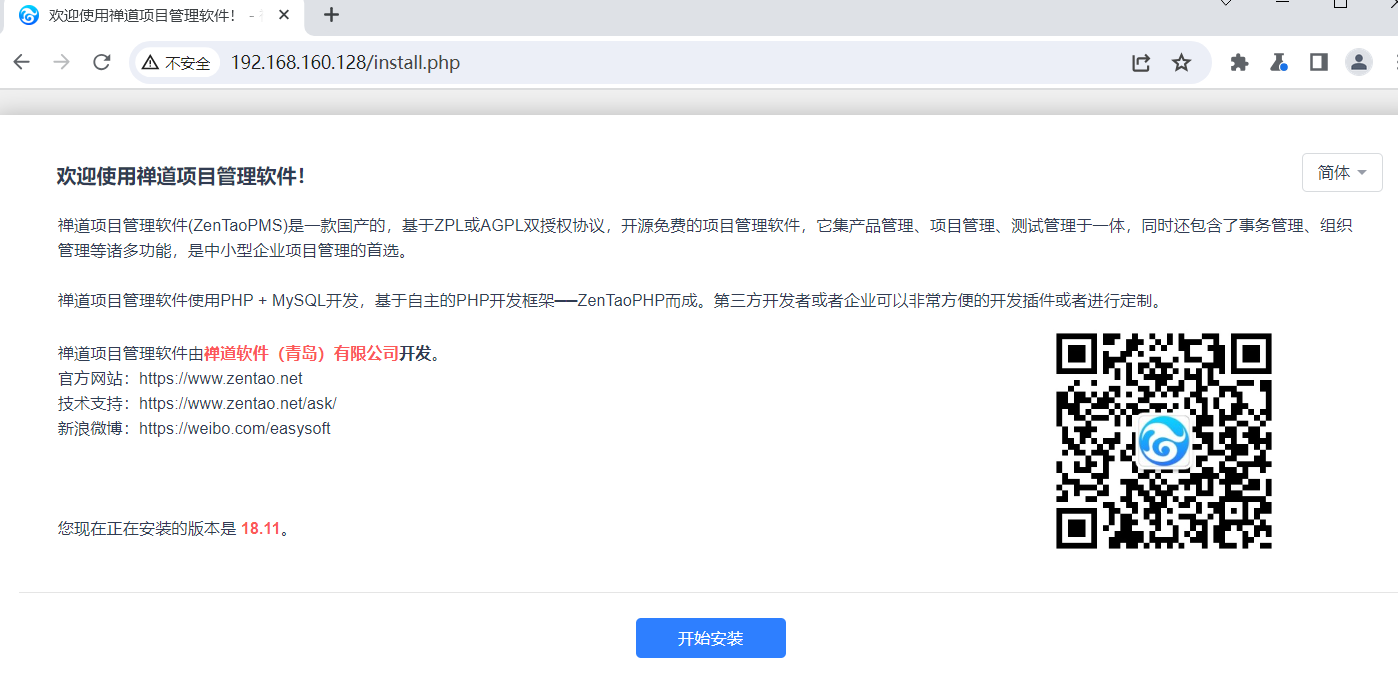 欢迎使用禅道项目管理软件！ -
不安全 192.168.160.128/install.php
欢迎使用禅道项目管理软件！
简体
禅道项目管理软件(ZenTaoPMS)是一款国产的，基于ZPL或AGPL双授权协议，开源免费的项目管理软件，它集产品管理、项目管理、测试管理于一体，同时还包含了事务管理、组织
管理等诸多功能，是中小型企业项目管理的首选。
禅道项目管理软件使用PHP + MySQL开发，基于自主的PHP开发框架──ZenTaoPHP而成。第三方开发者或者企业可以非常方便的开发插件或者进行定制。
禅道项目管理软件由禅道软件（青岛）有限公司开发。
官方网站：https://www.zentao.net
技术支持：https://www.zentao.net/ask/
新浪微博：https://weibo.com/easysoft
您现在正在安装的版本是 18.11。
开始安装